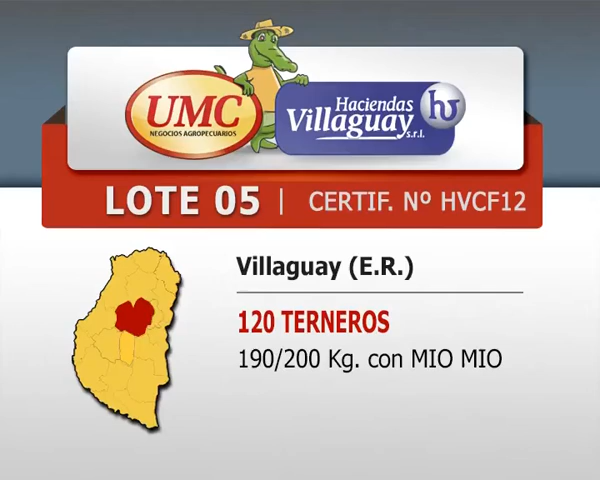 UMC
NEGOCIOS AGROPECUARIOS
Haciendas
Villaguay
s.r.l.
hv
LOTE 05 | CERTIF. Nº HVCF12
Villaguay (E.R.)
120 TERNEROS
190/200 Kg. con MIO MIO